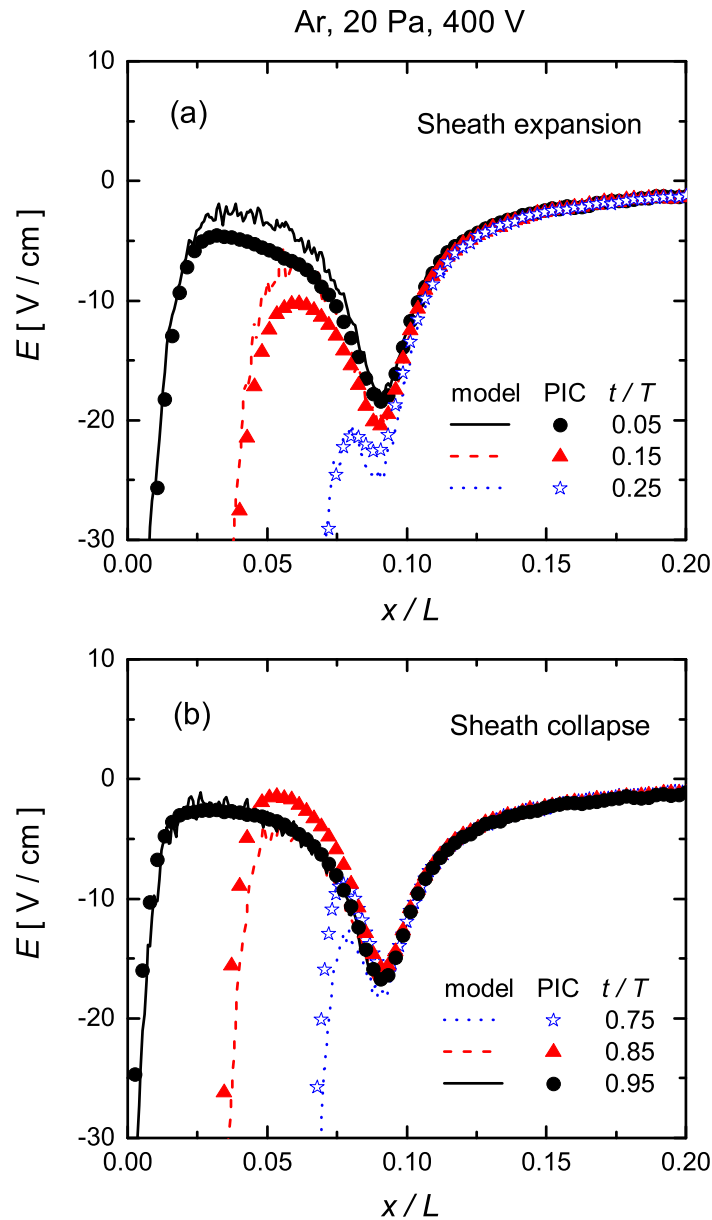 Ar, 20 Pa, 400 V
10
0
-10
-20
-30
E [ V / cm ]
(a)
Sheath expansion
model PIC t / T
0.05
0.15
0.25
0.00 0.05 0.10 0.15 0.20
x / L
10
0
-10
-20
-30
E [ V / cm ]
(b)
Sheath collapse
model PIC t / T
0.75
0.85
0.95
0.00 0.05 0.10 0.15 0.20
x / L